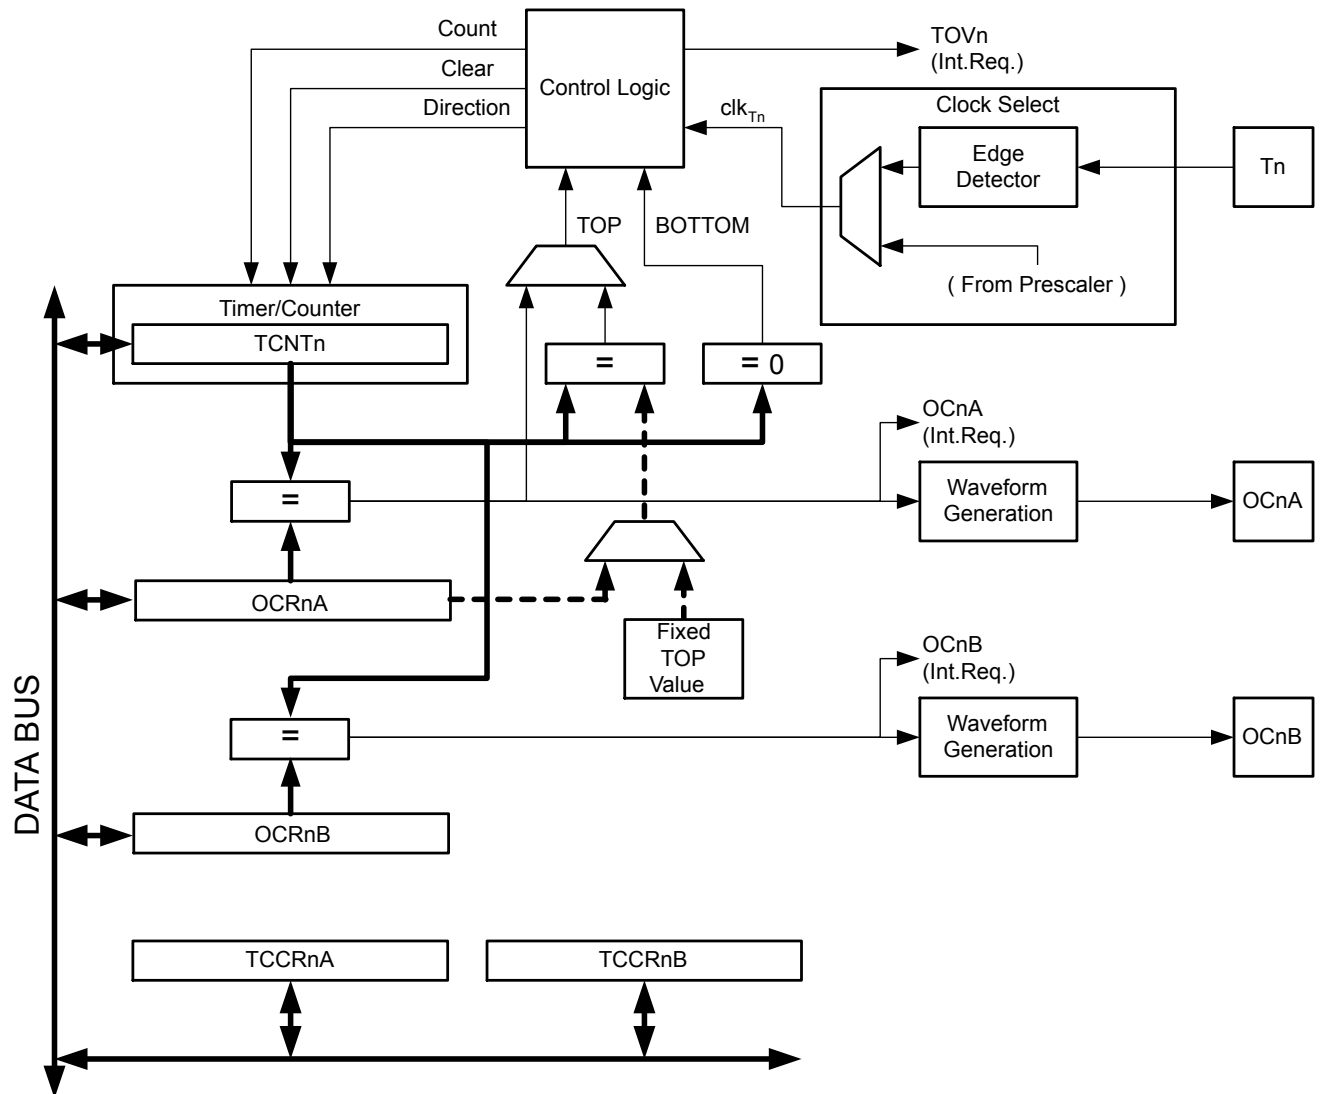 Count
Clear
Direction
Control Logic
TOVn
(Int.Req.)
clkTn
Clock Select
Edge
Detector
Tn
TOP
BOTTOM
( From Prescaler )
Timer/Counter
TCNTn
=
= 0
OCnA
(Int.Req.)
=
Waveform
Generation
OCnA
OCRnA
Fixed
TOP
Value
OCnB
(Int.Req.)
=
Waveform
Generation
OCnB
DATA BUS
OCRnB
TCCRnA
TCCRnB